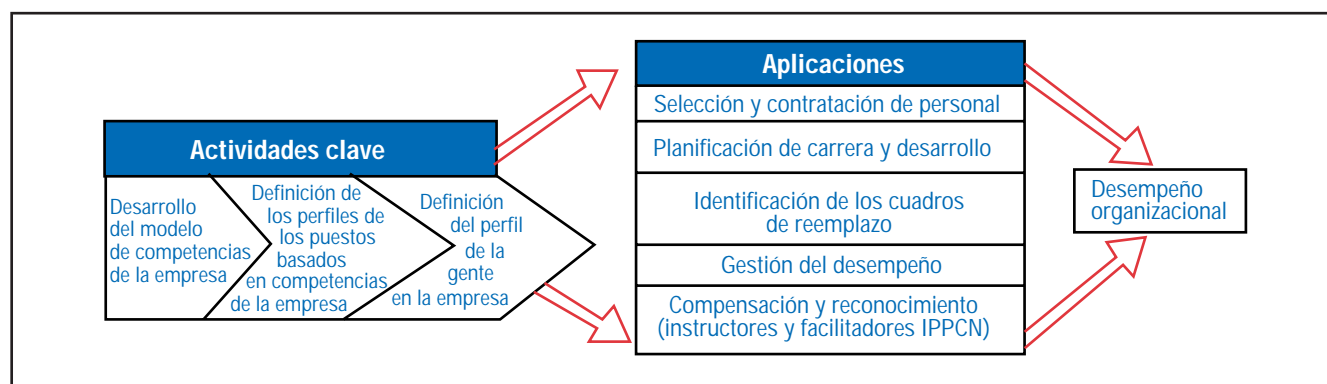 Actividades clave
Desarrollo
del modelo
de competencias
de la empresa
Definición de
los perfiles de
los puestos
basados
en competencias
de la empresa
Definición
del perfil
de la
gente
en la empresa
Aplicaciones
Selección y contratación de personal
Planificación de carrera y desarrollo
Identificación de los cuadros
de reemplazo
Gestión del desempeño
Compensación y reconocimiento
(instructores y facilitadores IPPCN)
Desempeño
organizacional